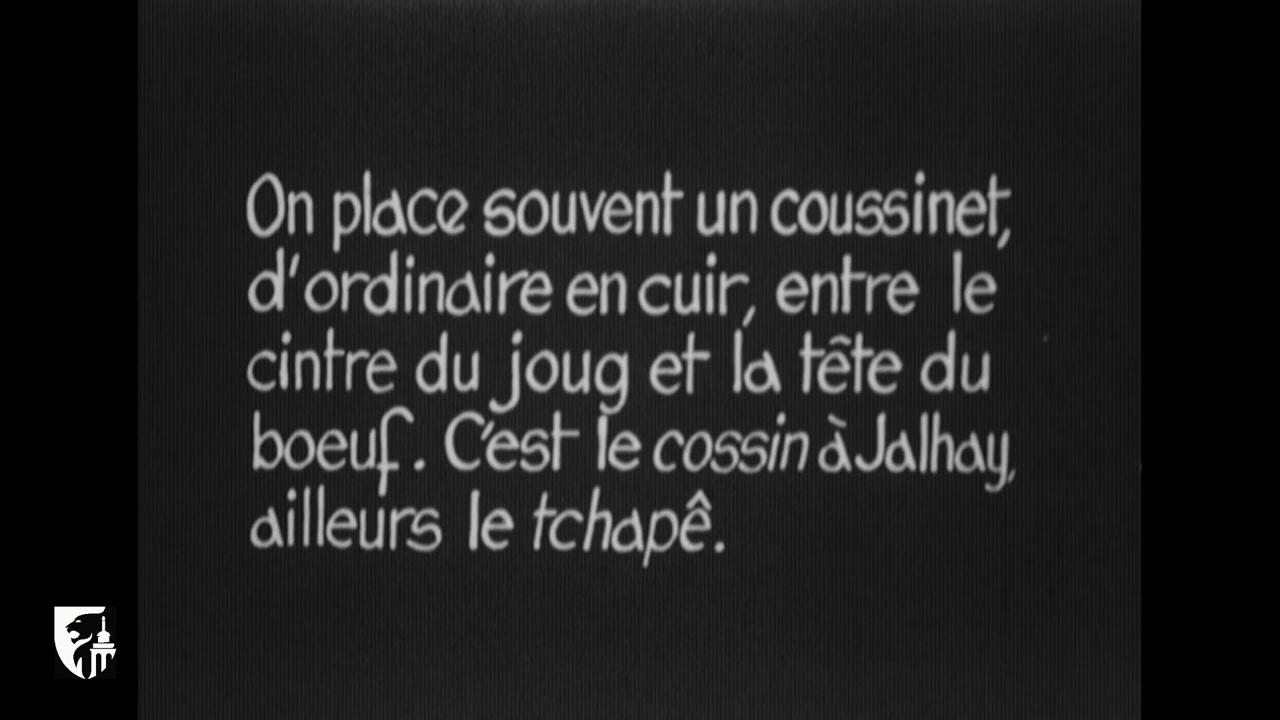 On place souvent un coussinet,
d'ordinaire en cuir, entre le
cintre du joug et la tête du
boeuf. C'est le cossin à Jalhay,
ailleurs le tchapê.